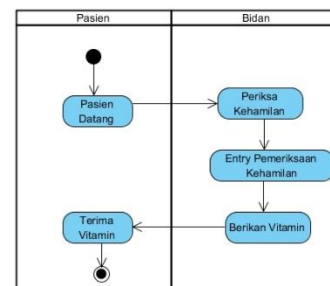 Pasien
Bidan
Pasien
Datang
Periksa
Kehamilan
Entry Pemeriksaan
Kehamilan
Terima
Vitamin
Berikan Vitamin